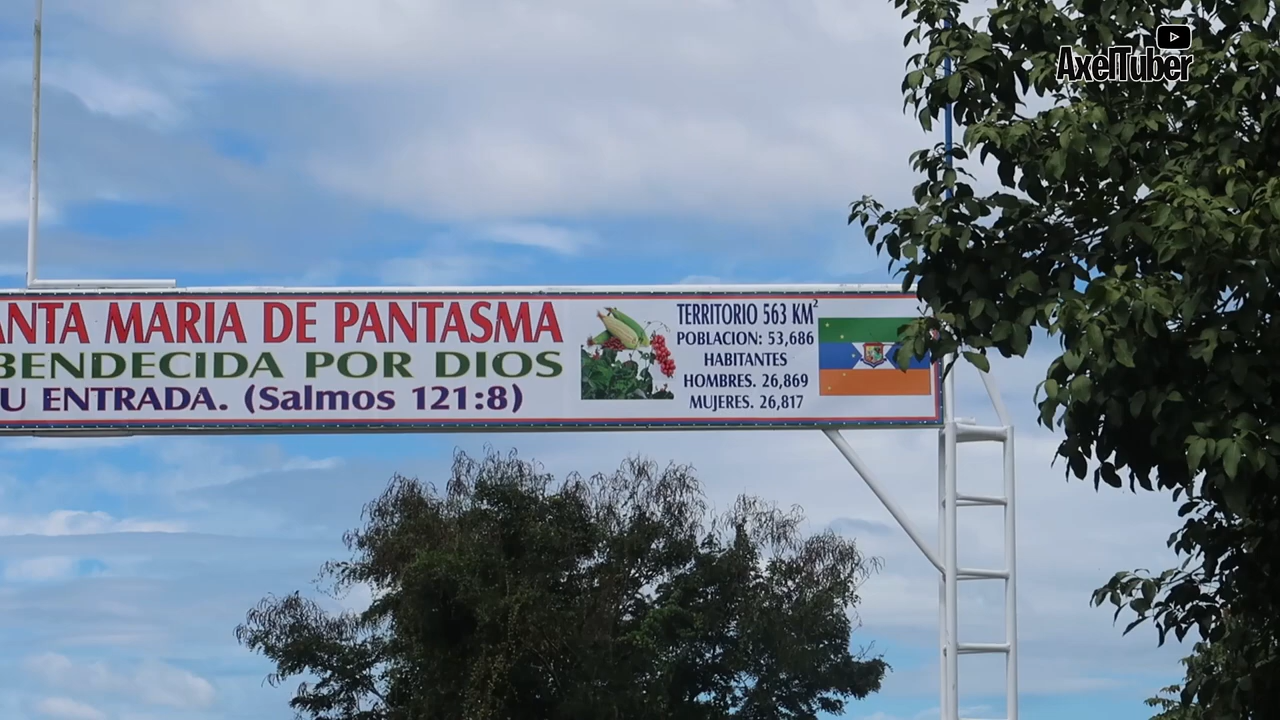 ANTA MARIA DE PANTASMA
BENDECIDA POR DIOS
U ENTRADA. (Salmos 121:8)
TERRITORIO 563 KM²
POBLACION: 53,686
HABITANTES
HOMBRES. 26,869
MUJERES. 26,817
AxelTuber